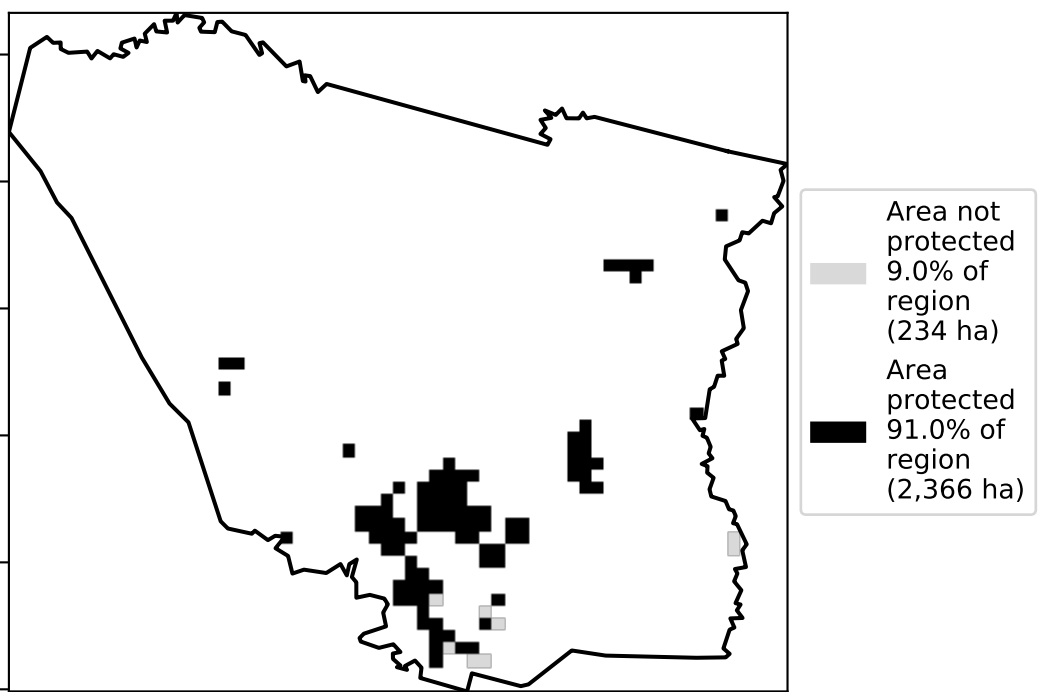 Area not
protected
9.0% of
region
(234 ha)
Area
protected
91.0% of
region
(2,366 ha)